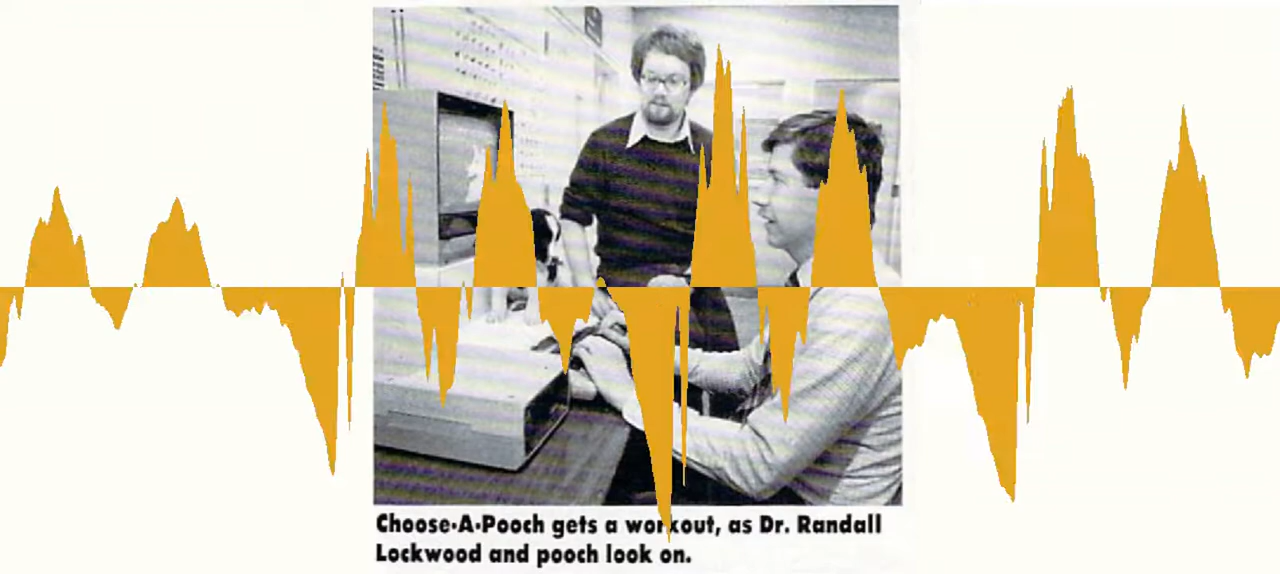 Choose-A-Pooch gets a workout, as Dr. Randall
Lockwood and pooch look on.